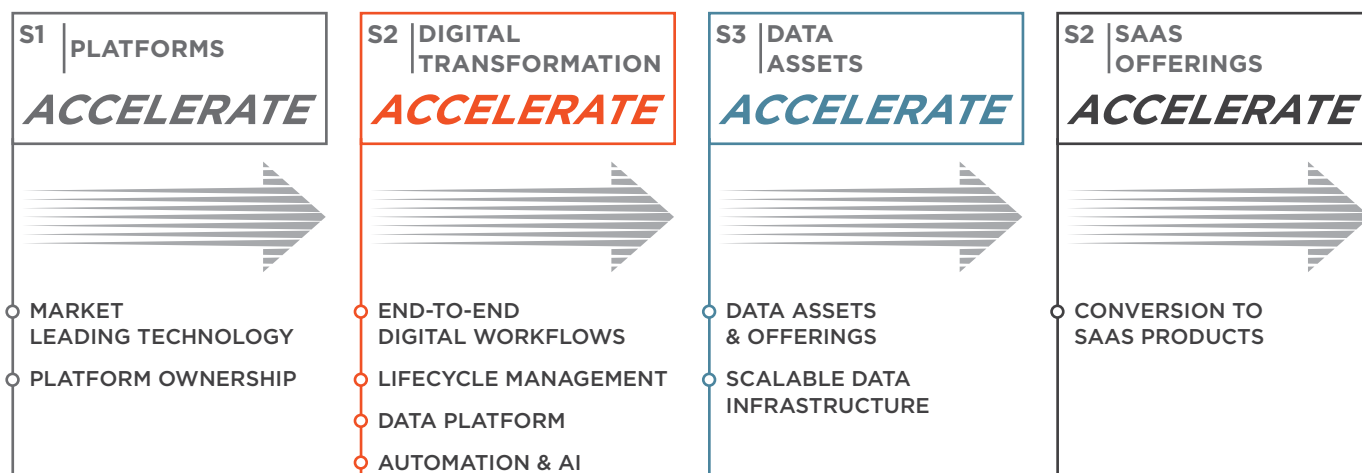 S1 PLATFORMS
ACCELERATE
MARKET
LEADING TECHNOLOGY
PLATFORM OWNERSHIP
S2 DIGITAL
TRANSFORMATION
ACCELERATE
END-TO-END
DIGITAL WORKFLOWS
LIFECYCLE MANAGEMENT
DATA PLATFORM
AUTOMATION & AI
S3 DATA
ASSETS
ACCELERATE
DATA ASSETS
& OFFERINGS
SCALABLE DATA
INFRASTRUCTURE
S2 SAAS
OFFERINGS
ACCELERATE
CONVERSION TO
SAAS PRODUCTS